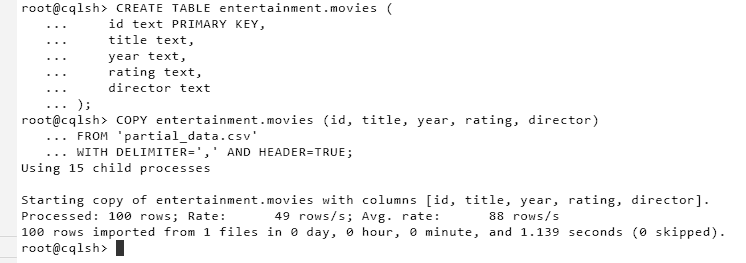 root@cqlsh> CREATE TABLE entertainment.movies (
   ...     id text PRIMARY KEY,
   ...     title text,
   ...     year text,
   ...     rating text,
   ...     director text
   ... );
root@cqlsh> COPY entertainment.movies (id, title, year, rating, director)
   ... FROM 'partial_data.csv'
   ... WITH DELIMITER=',' AND HEADER=TRUE;
Using 15 child processes

Starting copy of entertainment.movies with columns [id, title, year, rating, director].
Processed: 100 rows; Rate:      49 rows/s; Avg. rate:      88 rows/s
100 rows imported from 1 files in 0 day, 0 hour, 0 minute, and 1.139 seconds (0 skipped).
root@cqlsh>